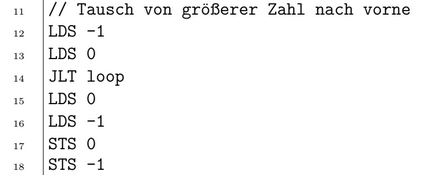 11 // Tausch von größerer Zahl nach vorne
12 LDS -1
13 LDS 0
14 JLT loop
15 LDS 0
16 LDS -1
17 STS 0
18 STS -1